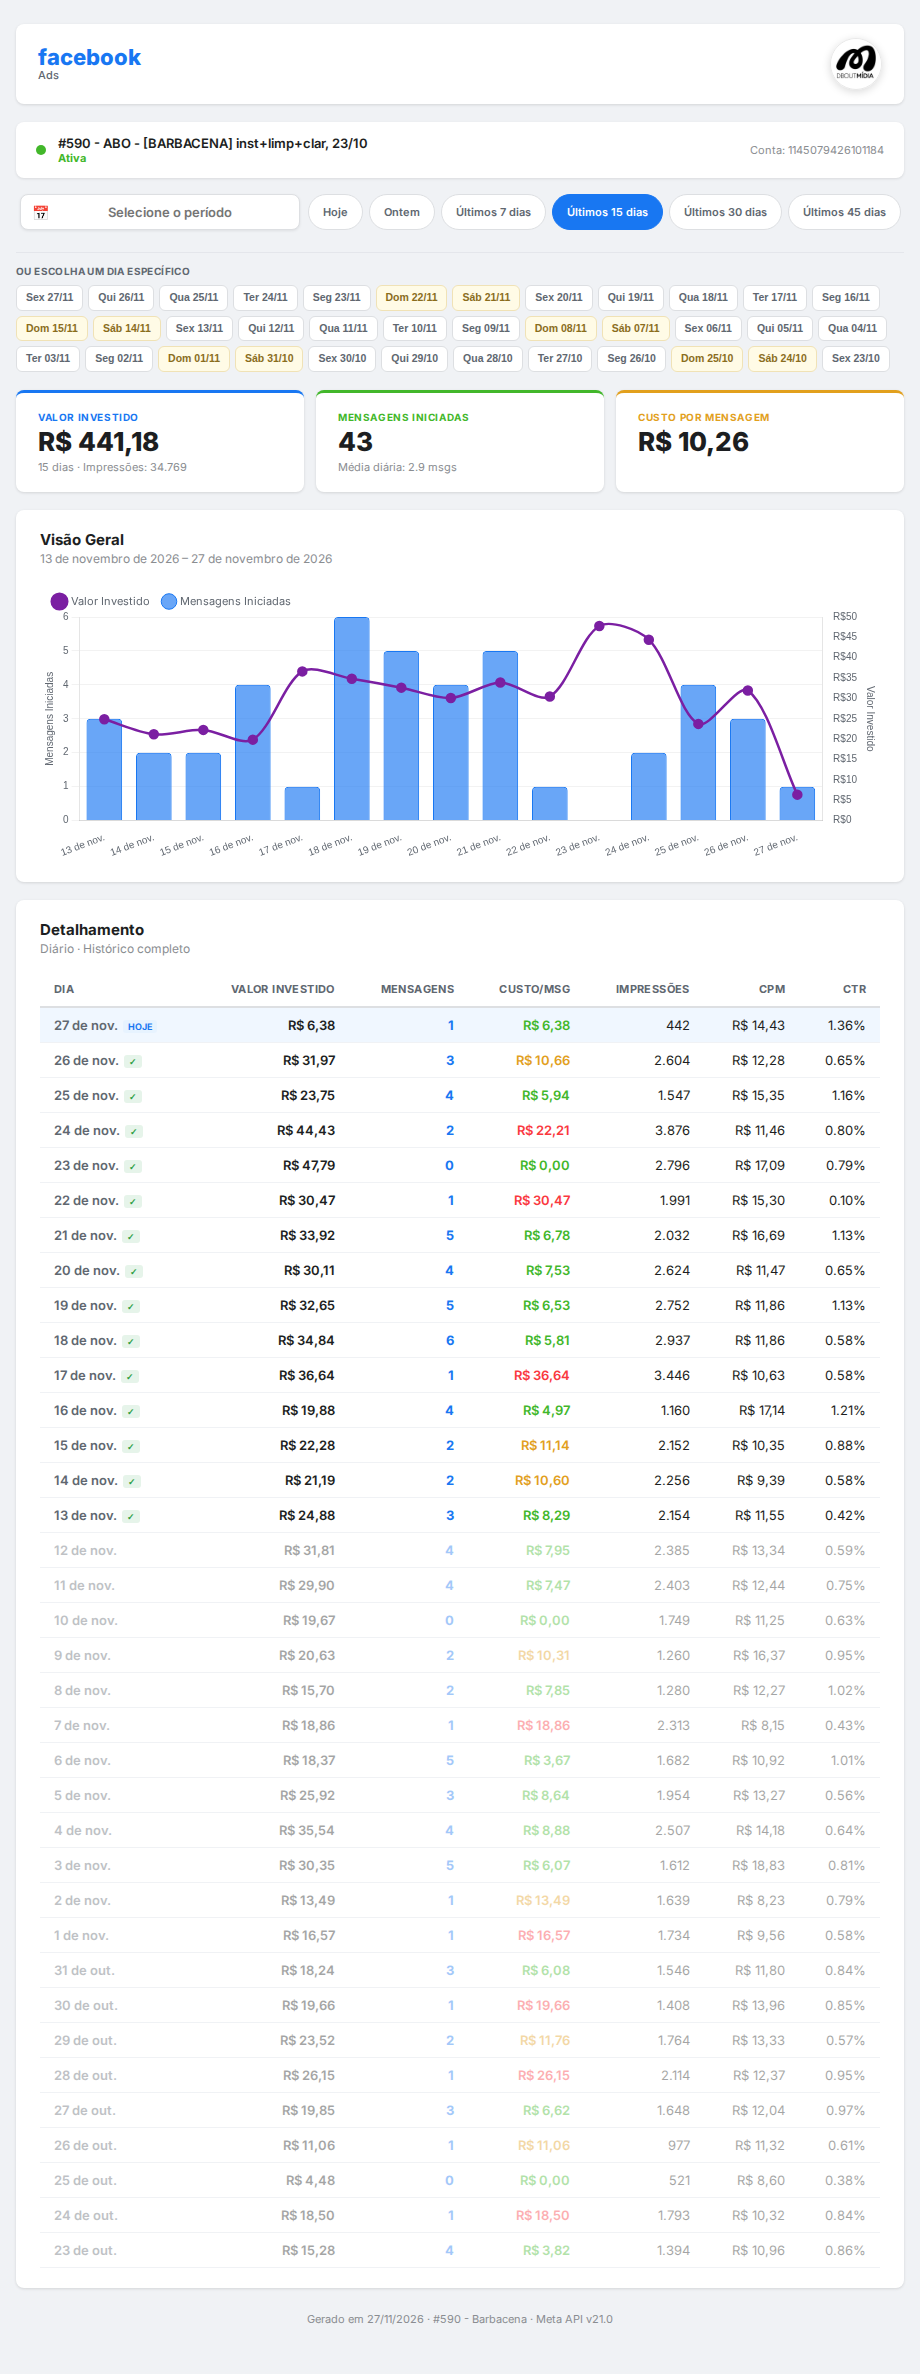 facebook
Ads
DBOUTMÍDIA
#590 - ABO - [BARBACENA] inst+limp+clar, 23/10
Ativa
Conta: 1145079426101184
Selecione o período
Hoje
Ontem
Últimos 7 dias
Últimos 15 dias
Últimos 30 dias
Últimos 45 dias
OU ESCOLHA UM DIA ESPECÍFICO
Sex 27/11 Qui 26/11 Qua 25/11 Ter 24/11 Seg 23/11 Dom 22/11 Sáb 21/11 Sex 20/11 Qui 19/11 Qua 18/11 Ter 17/11 Seg 16/11
Dom 15/11 Sáb 14/11 Sex 13/11 Qui 12/11 Qua 11/11 Ter 10/11 Seg 09/11 Dom 08/11 Sáb 07/11 Sex 06/11 Qui 05/11 Qua 04/11
Ter 03/11 Seg 02/11 Dom 01/11 Sáb 31/10 Sex 30/10 Qui 29/10 Qua 28/10 Ter 27/10 Seg 26/10 Dom 25/10 Sáb 24/10 Sex 23/10
VALOR INVESTIDO
R$ 441,18
15 dias · Impressões: 34.769
MENSAGENS INICIADAS
43
Média diária: 2.9 msgs
CUSTO POR MENSAGEM
R$ 10,26
Visão Geral
13 de novembro de 2026 – 27 de novembro de 2026
Valor Investido Mensagens Iniciadas
Mensagens Iniciadas
6
5
4
3
2
1
0
R$50
R$45
R$40
R$35
R$30
R$25
R$20
R$15
R$10
R$5
R$0
Valor Investido
13 de nov. 14 de nov. 15 de nov. 16 de nov. 17 de nov. 18 de nov. 19 de nov. 20 de nov. 21 de nov. 22 de nov. 23 de nov. 24 de nov. 25 de nov. 26 de nov. 27 de nov.
Detalhamento
Diário · Histórico completo
DIA VALOR INVESTIDO MENSAGENS CUSTO/MSG IMPRESSÕES CPM CTR
27 de nov. HOJE R$ 6,38 1 R$ 6,38 442 R$ 14,43 1.36%
26 de nov. ✓ R$ 31,97 3 R$ 10,66 2.604 R$ 12,28 0.65%
25 de nov. ✓ R$ 23,75 4 R$ 5,94 1.547 R$ 15,35 1.16%
24 de nov. ✓ R$ 44,43 2 R$ 22,21 3.876 R$ 11,46 0.80%
23 de nov. ✓ R$ 47,79 0 R$ 0,00 2.796 R$ 17,09 0.79%
22 de nov. ✓ R$ 30,47 1 R$ 30,47 1.991 R$ 15,30 0.10%
21 de nov. ✓ R$ 33,92 5 R$ 6,78 2.032 R$ 16,69 1.13%
20 de nov. ✓ R$ 30,11 4 R$ 7,53 2.624 R$ 11,47 0.65%
19 de nov. ✓ R$ 32,65 5 R$ 6,53 2.752 R$ 11,86 1.13%
18 de nov. ✓ R$ 34,84 6 R$ 5,81 2.937 R$ 11,86 0.58%
17 de nov. ✓ R$ 36,64 1 R$ 36,64 3.446 R$ 10,63 0.58%
16 de nov. ✓ R$ 19,88 4 R$ 4,97 1.160 R$ 17,14 1.21%
15 de nov. ✓ R$ 22,28 2 R$ 11,14 2.152 R$ 10,35 0.88%
14 de nov. ✓ R$ 21,19 2 R$ 10,60 2.256 R$ 9,39 0.58%
13 de nov. ✓ R$ 24,88 3 R$ 8,29 2.154 R$ 11,55 0.42%
12 de nov. R$ 31,81 4 R$ 7,95 2.385 R$ 13,34 0.59%
11 de nov. R$ 29,90 4 R$ 7,47 2.403 R$ 12,44 0.75%
10 de nov. R$ 19,67 0 R$ 0,00 1.749 R$ 11,25 0.63%
9 de nov. R$ 20,63 2 R$ 10,31 1.260 R$ 16,37 0.95%
8 de nov. R$ 15,70 2 R$ 7,85 1.280 R$ 12,27 1.02%
7 de nov. R$ 18,86 1 R$ 18,86 2.313 R$ 8,15 0.43%
6 de nov. R$ 18,37 5 R$ 3,67 1.682 R$ 10,92 1.01%
5 de nov. R$ 25,92 3 R$ 8,64 1.954 R$ 13,27 0.56%
4 de nov. R$ 35,54 4 R$ 8,88 2.507 R$ 14,18 0.64%
3 de nov. R$ 30,35 5 R$ 6,07 1.612 R$ 18,83 0.81%
2 de nov. R$ 13,49 1 R$ 13,49 1.639 R$ 8,23 0.79%
1 de nov. R$ 16,57 1 R$ 16,57 1.734 R$ 9,56 0.58%
31 de out. R$ 18,24 3 R$ 6,08 1.546 R$ 11,80 0.84%
30 de out. R$ 19,66 1 R$ 19,66 1.408 R$ 13,96 0.85%
29 de out. R$ 23,52 2 R$ 11,76 1.764 R$ 13,33 0.57%
28 de out. R$ 26,15 1 R$ 26,15 2.114 R$ 12,37 0.95%
27 de out. R$ 19,85 3 R$ 6,62 1.648 R$ 12,04 0.97%
26 de out. R$ 11,06 1 R$ 11,06 977 R$ 11,32 0.61%
25 de out. R$ 4,48 0 R$ 0,00 521 R$ 8,60 0.38%
24 de out. R$ 18,50 1 R$ 18,50 1.793 R$ 10,32 0.84%
23 de out. R$ 15,28 4 R$ 3,82 1.394 R$ 10,96 0.86%
Gerado em 27/11/2026 · #590 - Barbacena · Meta API v21.0